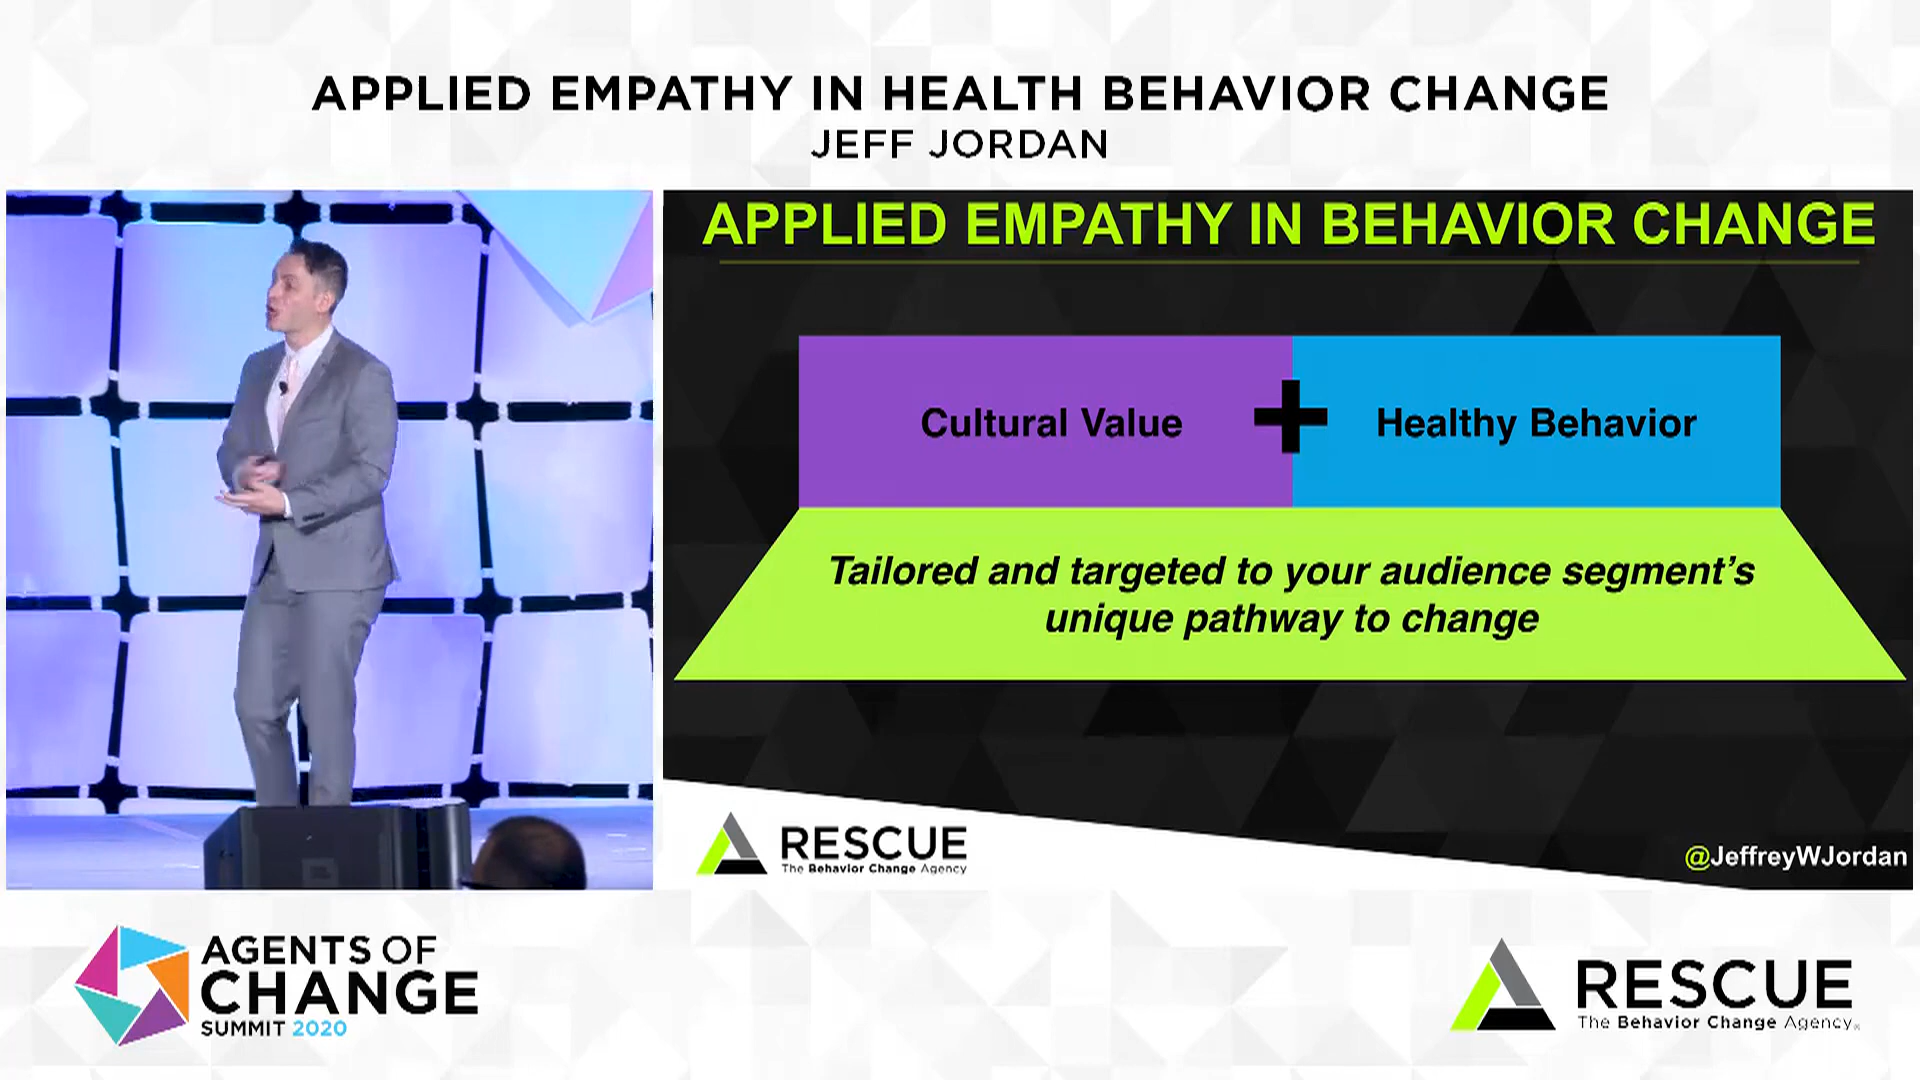 APPLIED EMPATHY IN HEALTH BEHAVIOR CHANGE
JEFF JORDAN
APPLIED EMPATHY IN BEHAVIOR CHANGE
Cultural Value + Healthy Behavior
Tailored and targeted to your audience segment's
unique pathway to change
RESCUE
The Behavior Change Agency
@JeffreyWJordan
AGENTS OF
CHANGE
SUMMIT 2020
RESCUE
The Behavior Change Agency